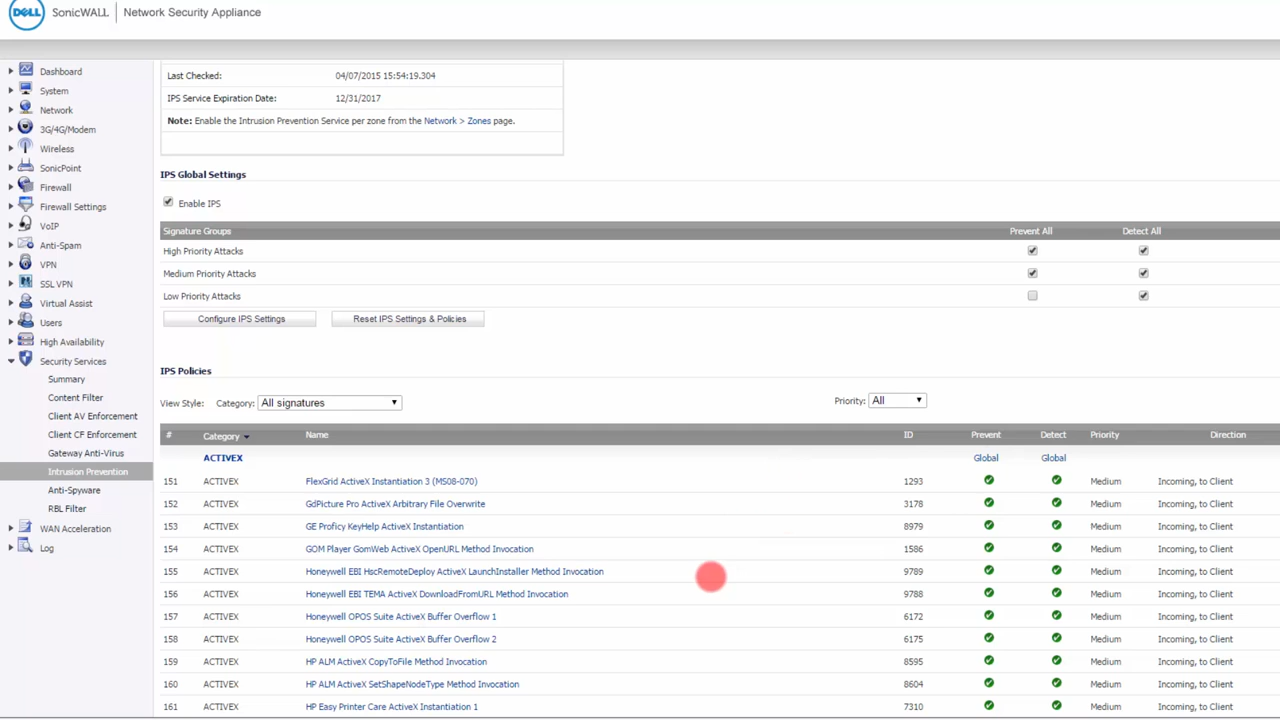 DELL SonicWALL | Network Security Appliance
Dashboard
System
Network
3G/4G/Modem
Wireless
SonicPoint
Firewall
Firewall Settings
VoIP
Anti-Spam
VPN
SSL VPN
Virtual Assist
Users
High Availability
Security Services
Summary
Content Filter
Client AV Enforcement
Client CF Enforcement
Gateway Anti-Virus
Intrusion Prevention
Anti-Spyware
RBL Filter
WAN Acceleration
Log
Last Checked: 04/07/2015 15:54:19.304
IPS Service Expiration Date: 12/31/2017
Note: Enable the Intrusion Prevention Service per zone from the Network > Zones page.
IPS Global Settings
Enable IPS
Signature Groups Prevent All Detect All
High Priority Attacks
Medium Priority Attacks
Low Priority Attacks
Configure IPS Settings Reset IPS Settings & Policies
IPS Policies
View Style: Category: All signatures Priority: All
# Category Name ID Prevent Detect Priority Direction
ACTIVEX Global Global
151 ACTIVEX FlexGrid ActiveX Instantiation 3 (MS08-070) 1293 Medium Incoming, to Client
152 ACTIVEX GdPicture Pro ActiveX Arbitrary File Overwrite 3178 Medium Incoming, to Client
153 ACTIVEX GE Proficy KeyHelp ActiveX Instantiation 8979 Medium Incoming, to Client
154 ACTIVEX GOM Player GomWeb ActiveX OpenURL Method Invocation 1586 Medium Incoming, to Client
155 ACTIVEX Honeywell EBI HscRemoteDeploy ActiveX LaunchInstaller Method Invocation 9789 Medium Incoming, to Client
156 ACTIVEX Honeywell EBI TEMA ActiveX DownloadFromURL Method Invocation 9788 Medium Incoming, to Client
157 ACTIVEX Honeywell OPOS Suite ActiveX Buffer Overflow 1 6172 Medium Incoming, to Client
158 ACTIVEX Honeywell OPOS Suite ActiveX Buffer Overflow 2 6175 Medium Incoming, to Client
159 ACTIVEX HP ALM ActiveX CopyToFile Method Invocation 8595 Medium Incoming, to Client
160 ACTIVEX HP ALM ActiveX SetShapeNodeType Method Invocation 8604 Medium Incoming, to Client
161 ACTIVEX HP Easy Printer Care ActiveX Instantiation 1 7310 Medium Incoming, to Client